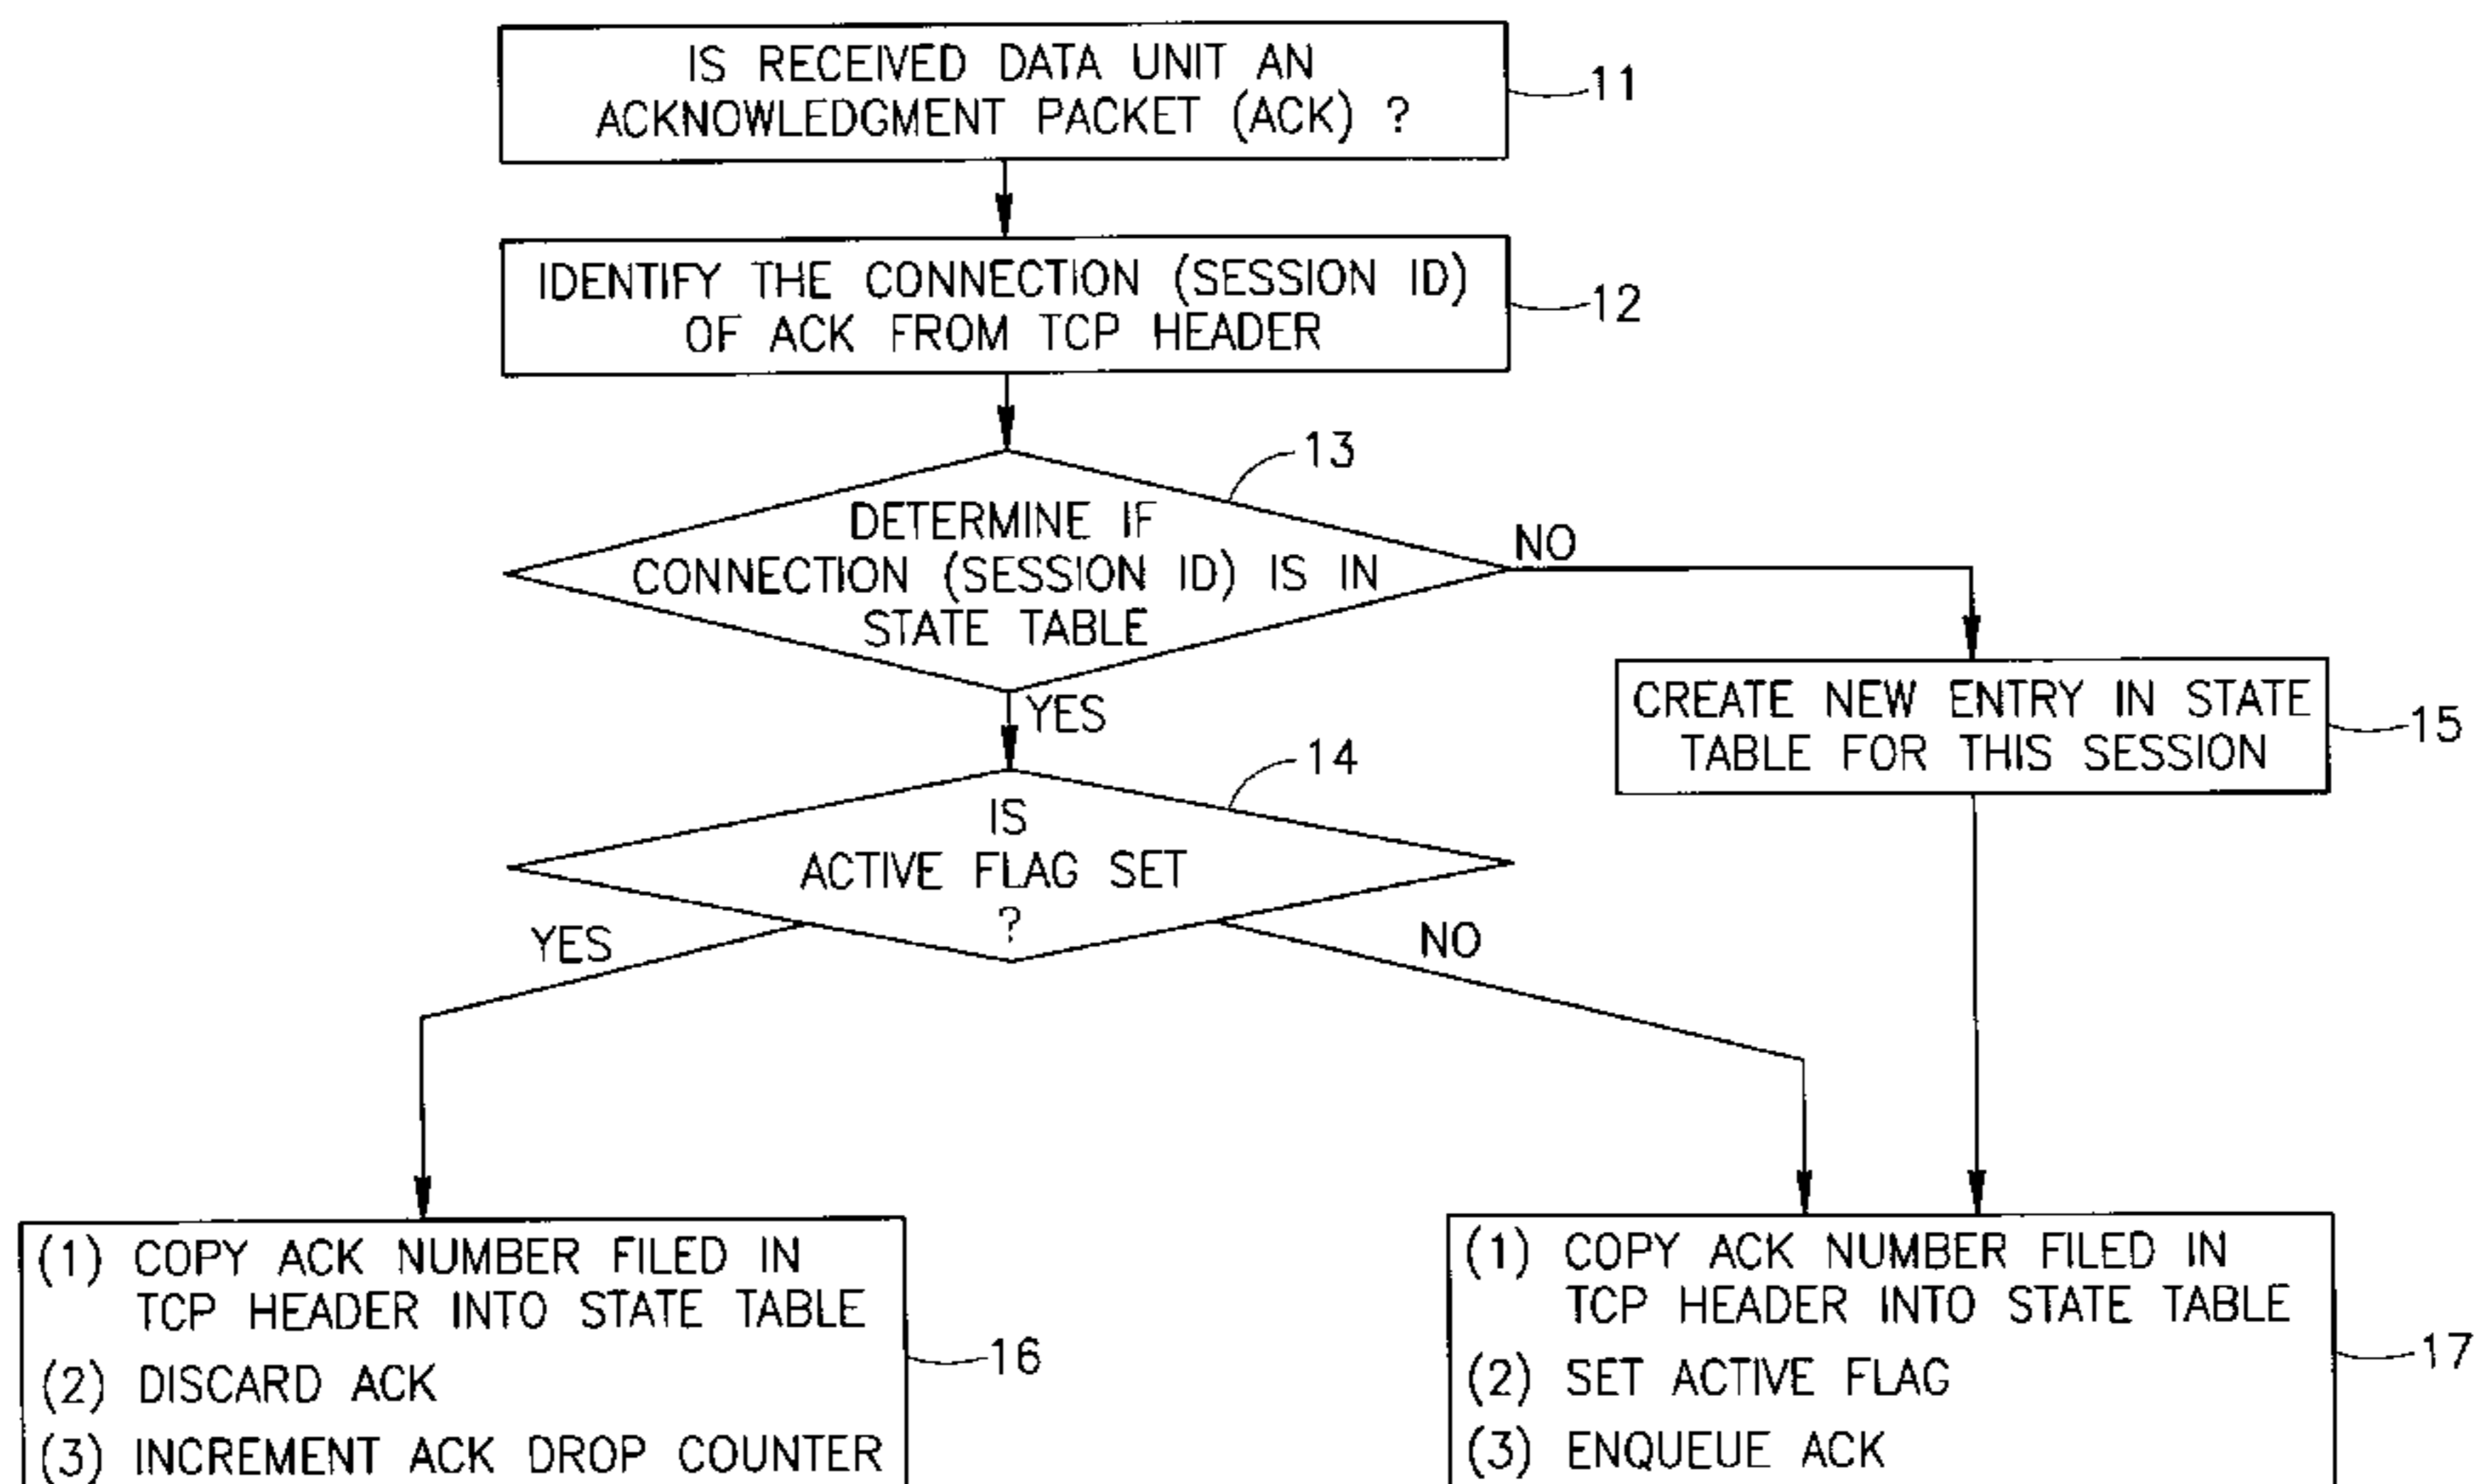 IS RECEIVED DATA UNIT AN
ACKNOWLEDGMENT PACKET (ACK) ?
11
IDENTIFY THE CONNECTION (SESSION ID)
OF ACK FROM TCP HEADER
12
13
DETERMINE IF
CONNECTION (SESSION ID) IS IN
STATE TABLE
NO
YES
CREATE NEW ENTRY IN STATE
TABLE FOR THIS SESSION
15
14
IS
ACTIVE FLAG SET
?
YES
NO
(1) COPY ACK NUMBER FILED IN
TCP HEADER INTO STATE TABLE
(2) DISCARD ACK
(3) INCREMENT ACK DROP COUNTER
16
(1) COPY ACK NUMBER FILED IN
TCP HEADER INTO STATE TABLE
(2) SET ACTIVE FLAG
(3) ENQUEUE ACK
17